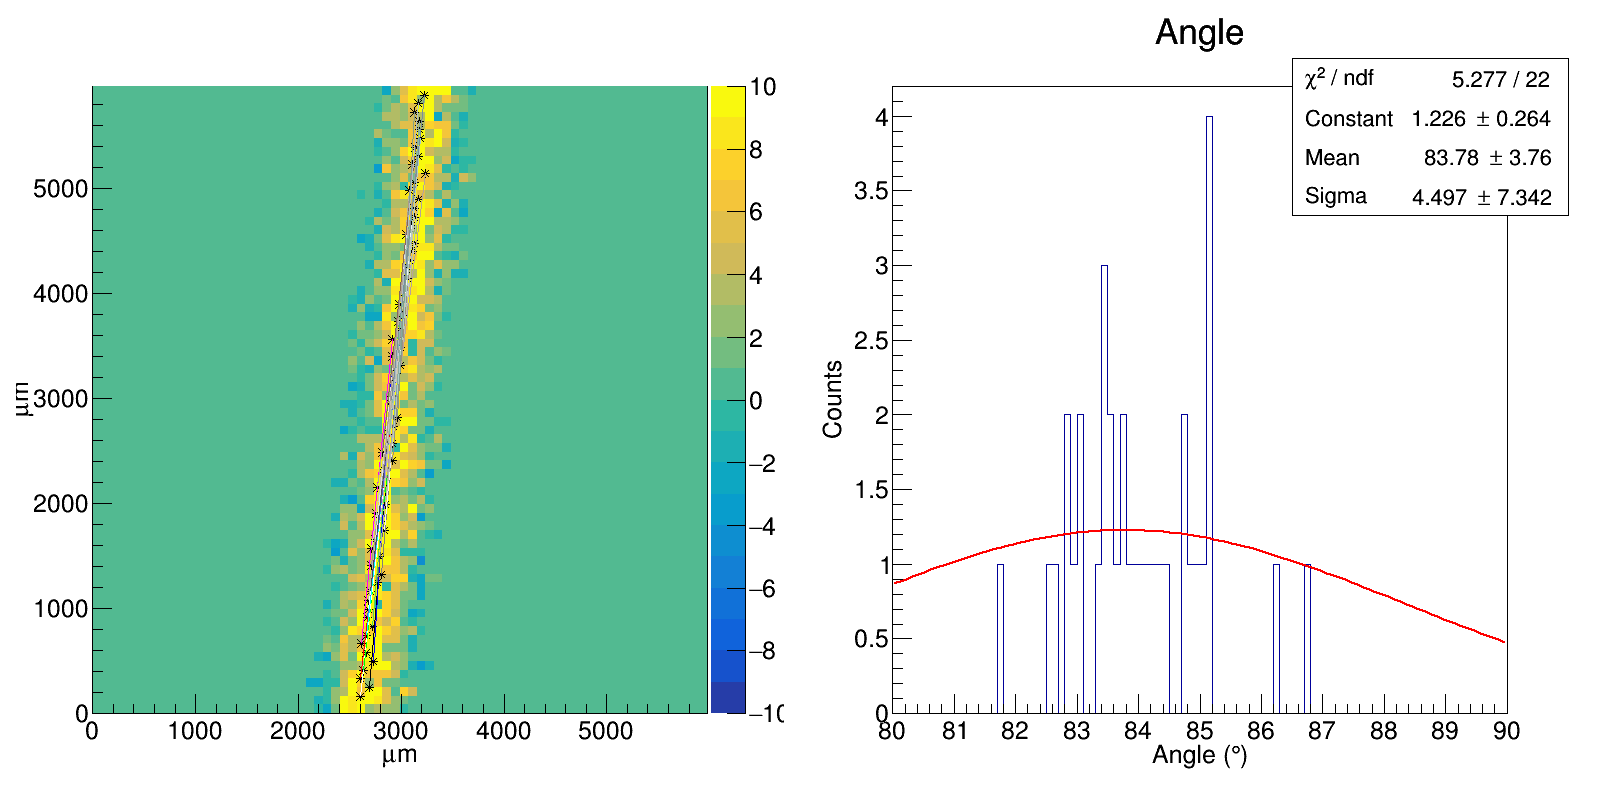 Angle
χ² / ndf 5.277 / 22
Constant 1.226 ± 0.264
Mean 83.78 ± 3.76
Sigma 4.497 ± 7.342
μm
5000
4000
3000
2000
1000
0
0 1000 2000 3000 4000 5000
μm
10
8
6
4
2
0
−2
−4
−6
−8
−10
Counts
4
3.5
3
2.5
2
1.5
1
0.5
0
80 81 82 83 84 85 86 87 88 89 90
Angle (°)